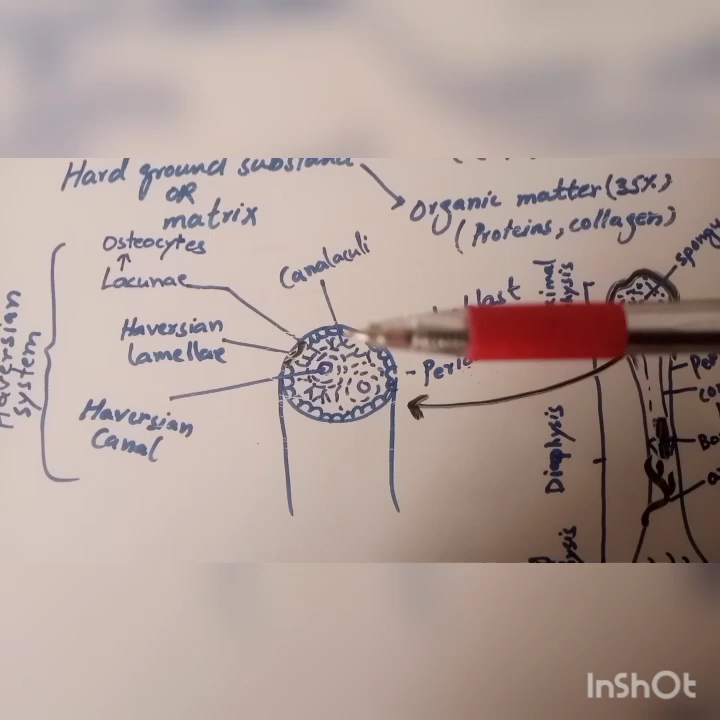 Hard ground substance
OR
matrix
Organic matter (35%)
(Proteins, collagen)
Osteocytes
Lacunae
Canalaculi
Haversian
Lamellae
Haversian
Canal
Haversian
system
Diaphysis
InShOt